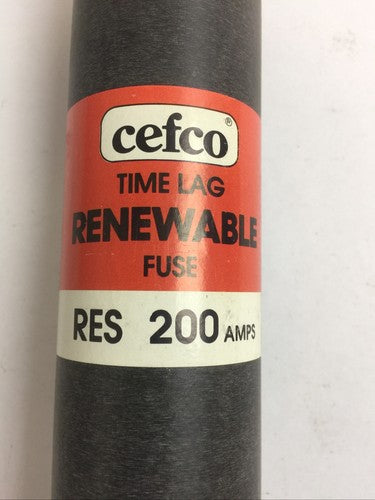 cefco®
TIME LAG
RENEWABLE
FUSE
RES 200 AMPS